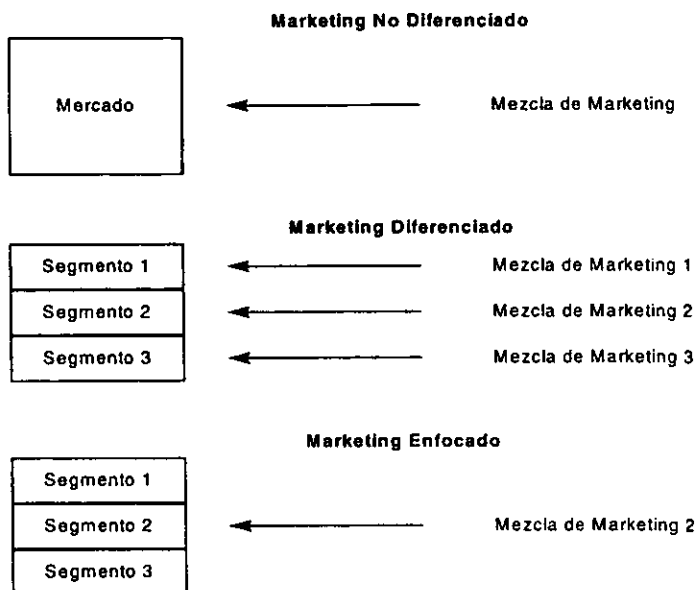 Marketing No Diferenciado
Mercado
Mezcla de Marketing
Marketing Diferenciado
Segmento 1
Mezcla de Marketing 1
Segmento 2
Mezcla de Marketing 2
Segmento 3
Mezcla de Marketing 3
Marketing Enfocado
Segmento 1
Segmento 2
Mezcla de Marketing 2
Segmento 3